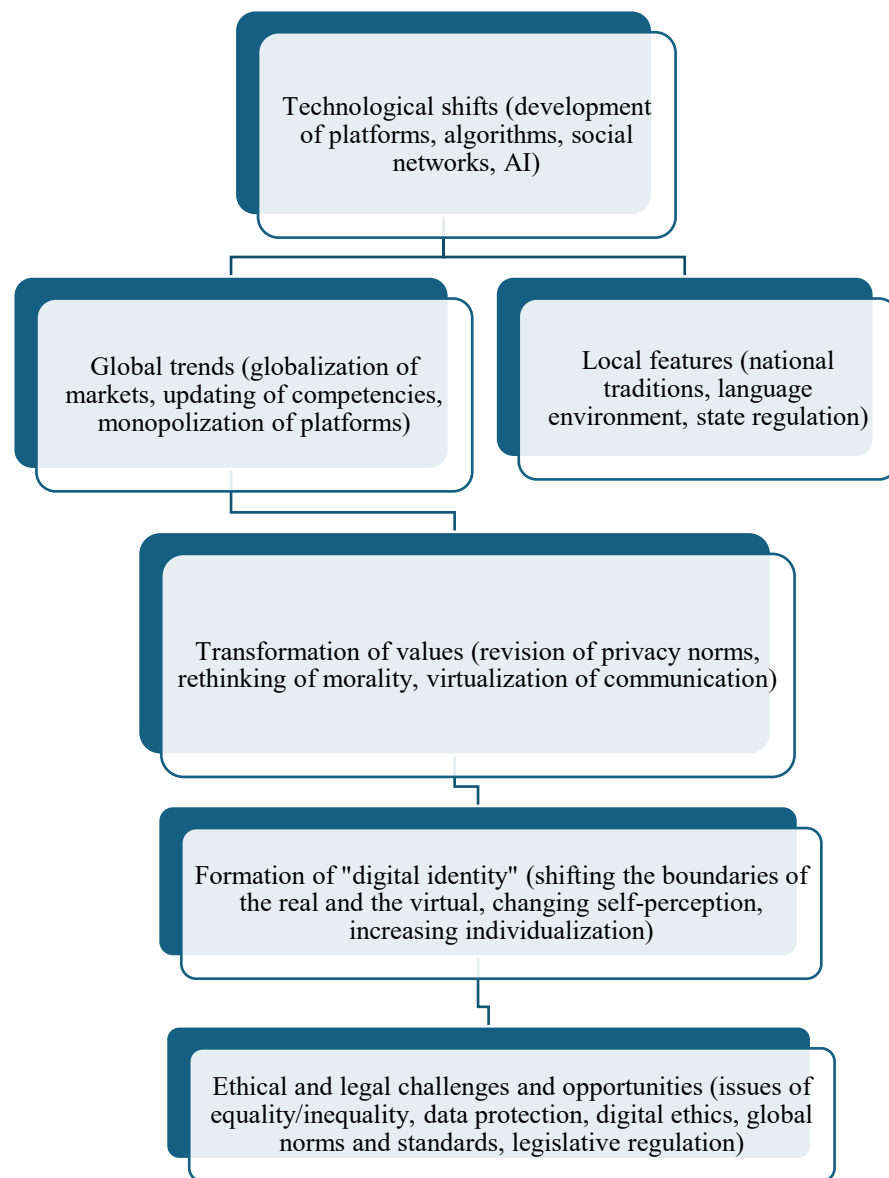 Technological shifts (development
of platforms, algorithms, social
networks, AI)
Global trends (globalization of
markets, updating of competencies,
monopolization of platforms)
Local features (national
traditions, language
environment, state regulation)
Transformation of values (revision of privacy norms,
rethinking of morality, virtualization of communication)
Formation of "digital identity" (shifting the boundaries of
the real and the virtual, changing self-perception,
increasing individualization)
Ethical and legal challenges and opportunities (issues of
equality/inequality, data protection, digital ethics, global
norms and standards, legislative regulation)